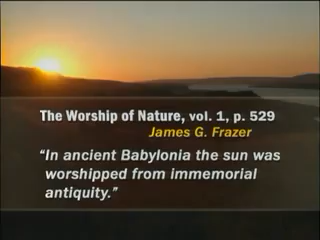 The Worship of Nature, vol. 1, p. 529
James G. Frazer
“In ancient Babylonia the sun was
worshipped from immemorial
antiquity.”